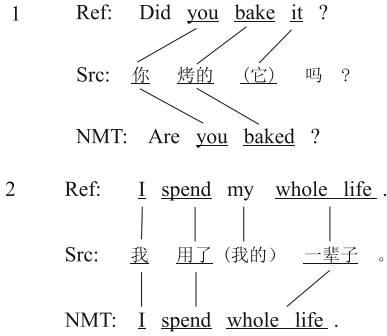 1 Ref: Did you bake it ?
Src: 你 烤的 (它) 吗 ?
NMT: Are you baked ?
2 Ref: I spend my whole life .
Src: 我 用了 (我的) 一辈子 。
NMT: I spend whole life .